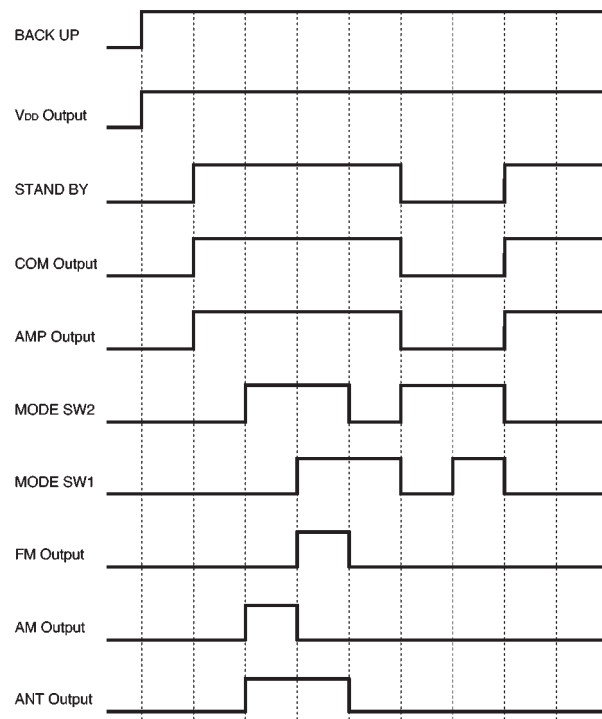 BACK UP
VDD Output
STAND BY
COM Output
AMP Output
MODE SW2
MODE SW1
FM Output
AM Output
ANT Output